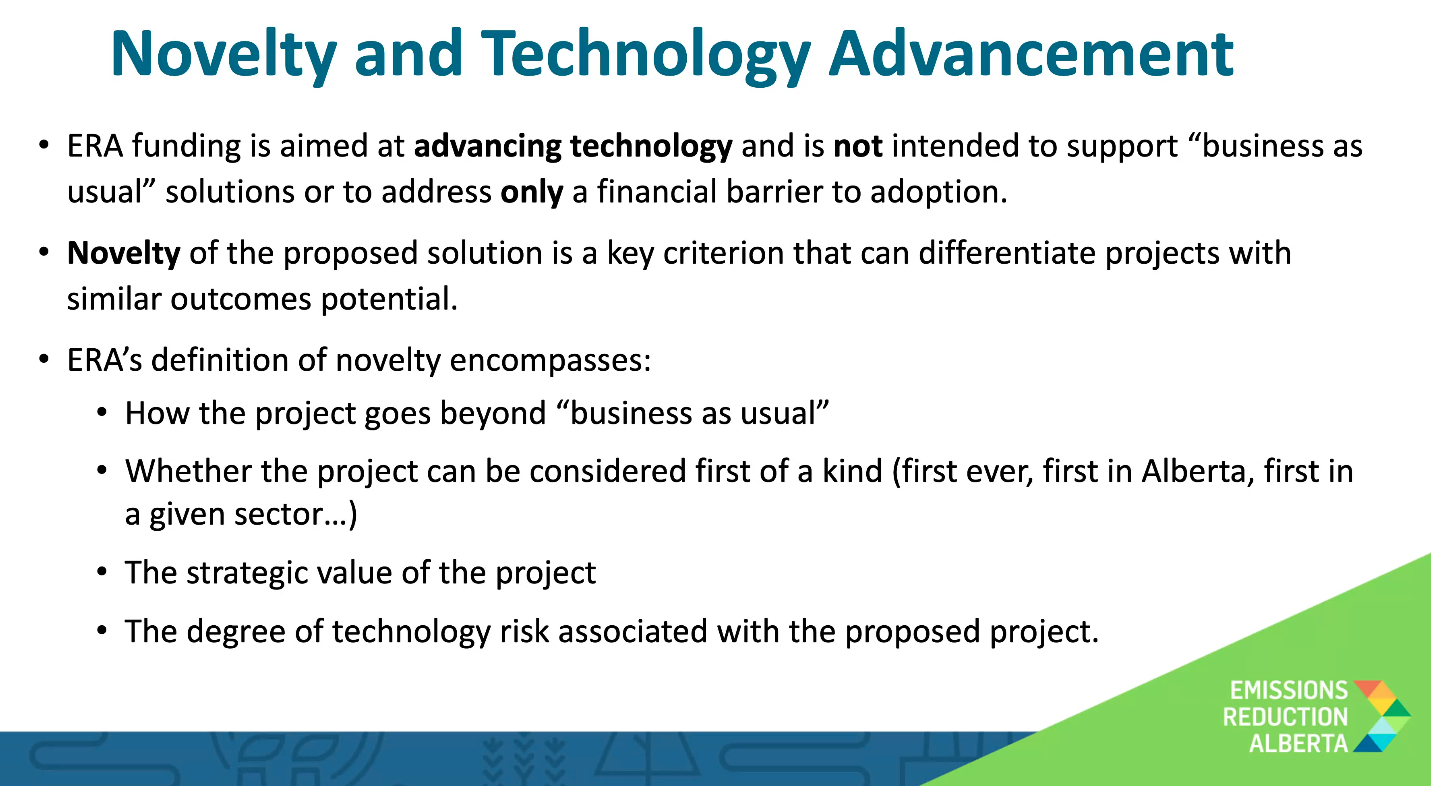 Novelty and Technology Advancement
• ERA funding is aimed at advancing technology and is not intended to support “business as
usual” solutions or to address only a financial barrier to adoption.
• Novelty of the proposed solution is a key criterion that can differentiate projects with
similar outcomes potential.
• ERA’s definition of novelty encompasses:
• How the project goes beyond “business as usual”
• Whether the project can be considered first of a kind (first ever, first in Alberta, first in
a given sector…)
• The strategic value of the project
• The degree of technology risk associated with the proposed project.
EMISSIONS
REDUCTION
ALBERTA